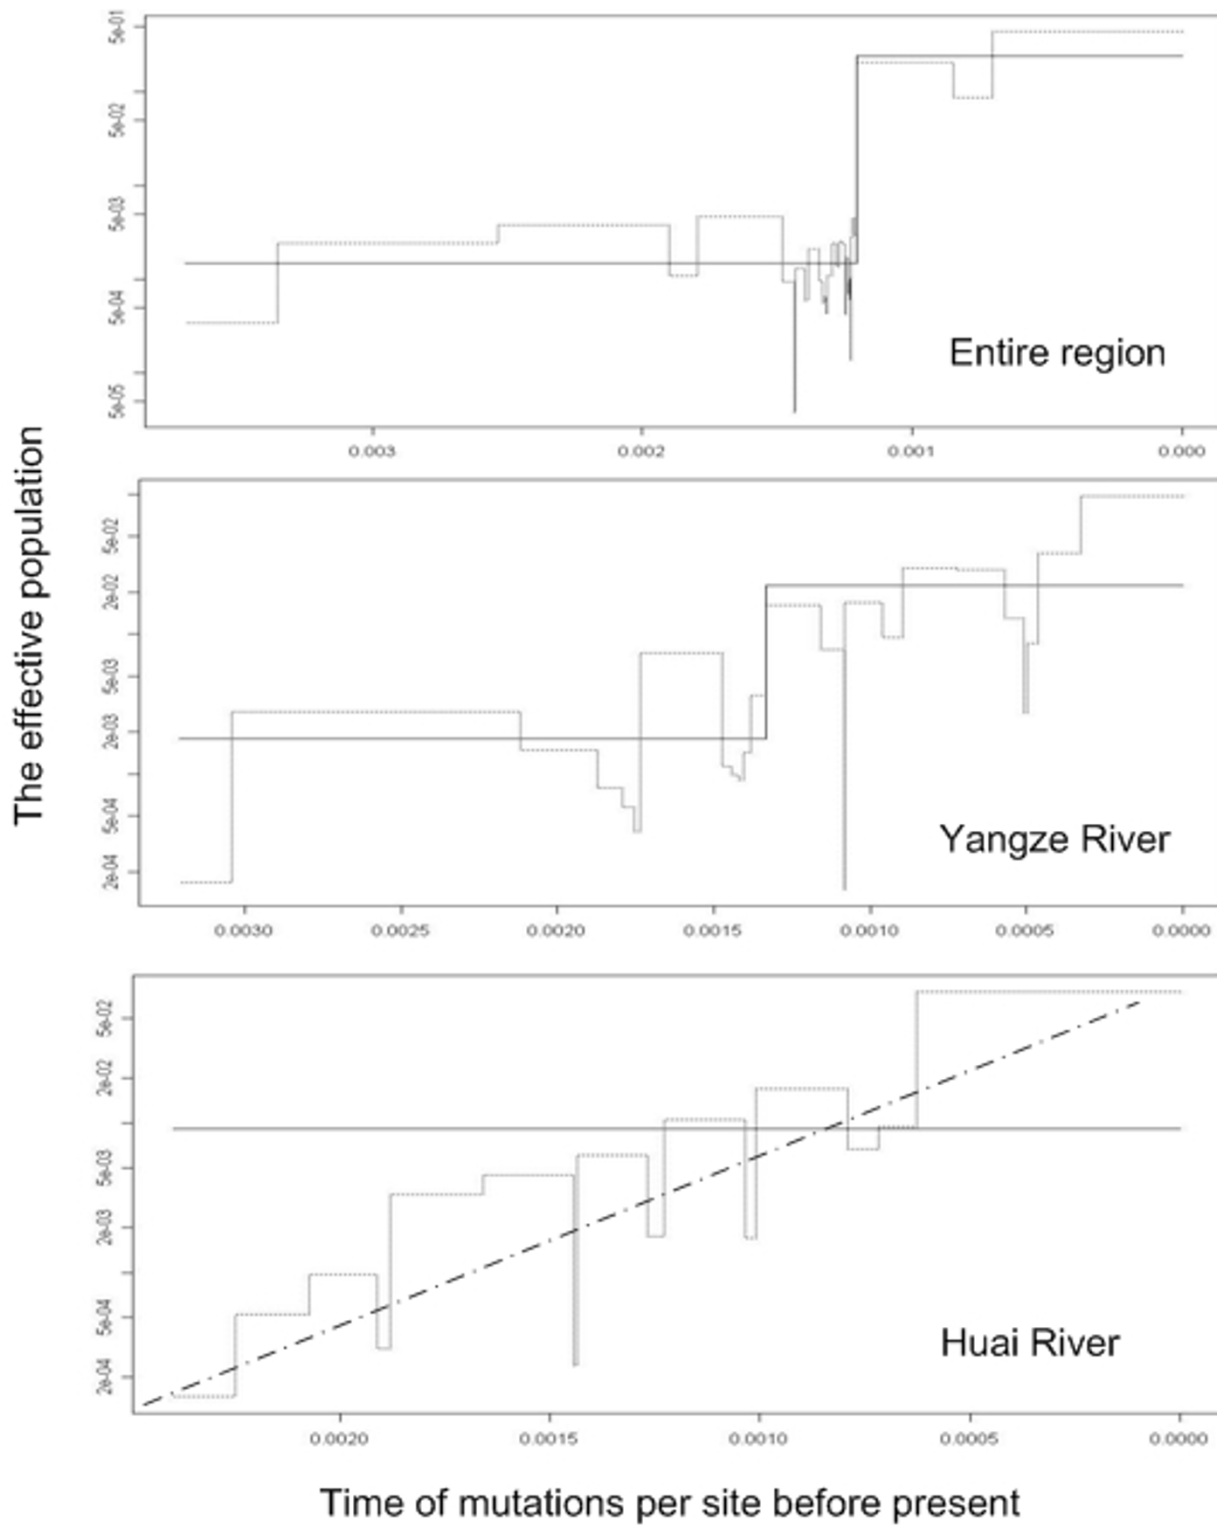 The effective population
5e-01
5e-02
5e-03
5e-04
5e-05
Entire region
0.003 0.002 0.001 0.000
5e-02
2e-02
5e-03
2e-03
5e-04
2e-04
Yangze River
0.0030 0.0025 0.0020 0.0015 0.0010 0.0005 0.0000
5e-02
2e-02
5e-03
2e-03
5e-04
2e-04
Huai River
0.0020 0.0015 0.0010 0.0005 0.0000
Time of mutations per site before present